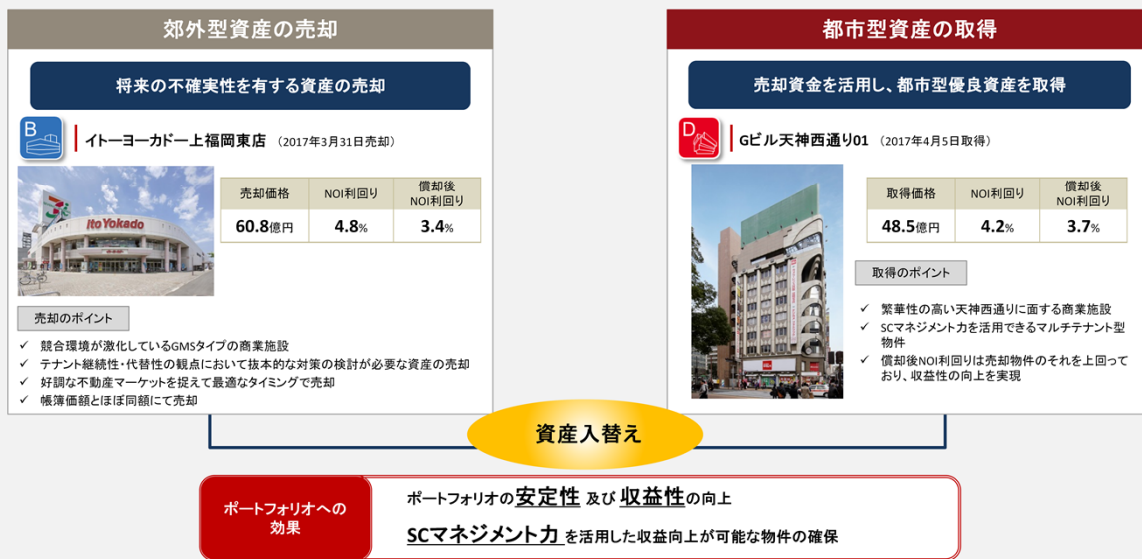 郊外型資産の売却
将来の不確実性を有する資産の売却
B
イトーヨーカドー上福岡東店 （2017年3月31日売却）
Ito Yokado
売却価格 NOI利回り 償却後
NOI利回り
60.8億円 4.8% 3.4%
売却のポイント
✓ 競合環境が激化しているGMSタイプの商業施設
✓ テナント継続性・代替性の観点において抜本的な対策の検討が必要な資産の売却
✓ 好調な不動産マーケットを捉えて最適なタイミングで売却
✓ 帳簿価額とほぼ同額にて売却
都市型資産の取得
売却資金を活用し、都市型優良資産を取得
D
Gビル天神西通り01 （2017年4月5日取得）
取得価格 NOI利回り 償却後
NOI利回り
48.5億円 4.2% 3.7%
取得のポイント
✓ 繁華性の高い天神西通りに面する商業施設
✓ SCマネジメント力を活用できるマルチテナント型
物件
✓ 償却後NOI利回りは売却物件のそれを上回って
おり、収益性の向上を実現
資産入替え
ポートフォリオへの
効果
ポートフォリオの安定性 及び 収益性の向上
SCマネジメント力 を活用した収益向上が可能な物件の確保